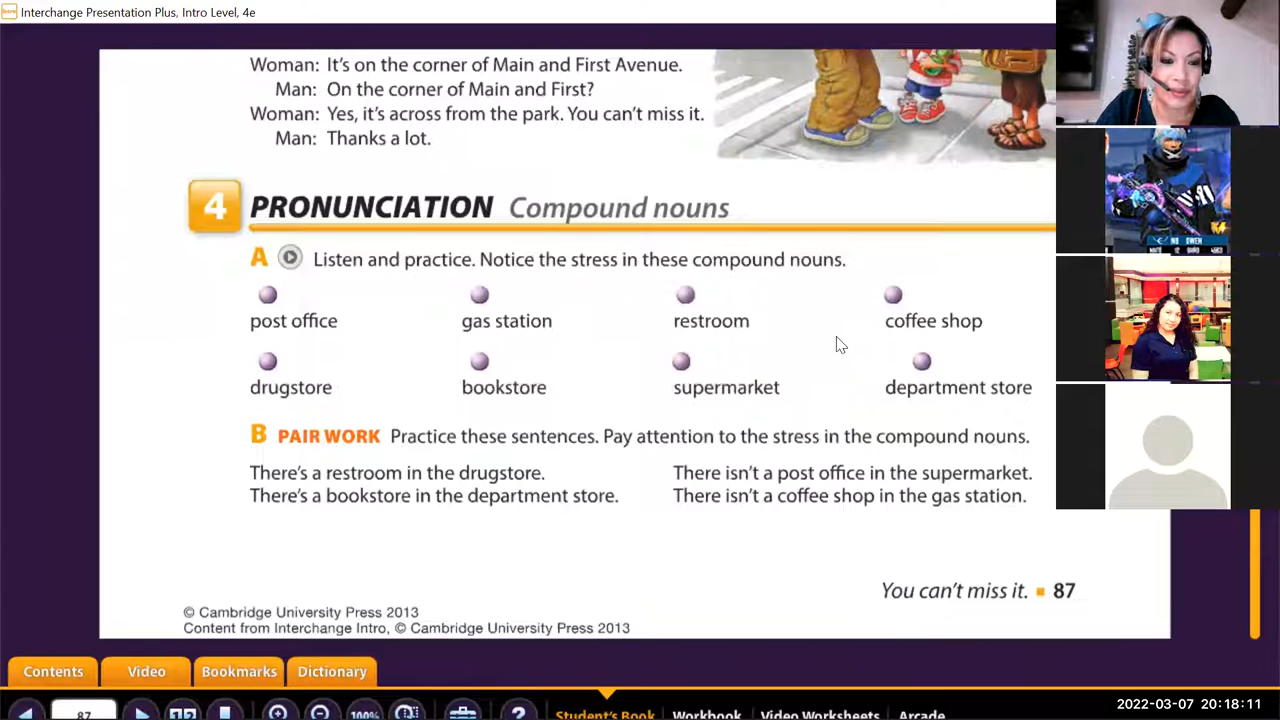 Interchange Presentation Plus, Intro Level, 4e
Woman: It's on the corner of Main and First Avenue.
Man: On the corner of Main and First?
Woman: Yes, it's across from the park. You can't miss it.
Man: Thanks a lot.
4 PRONUNCIATION Compound nouns
A Listen and practice. Notice the stress in these compound nouns.
post office gas station restroom coffee shop
drugstore bookstore supermarket department store
B PAIR WORK Practice these sentences. Pay attention to the stress in the compound nouns.
There's a restroom in the drugstore. There isn't a post office in the supermarket.
There's a bookstore in the department store. There isn't a coffee shop in the gas station.
You can't miss it. 87
© Cambridge University Press 2013
Content from Interchange Intro, © Cambridge University Press 2013
Contents Video Bookmarks Dictionary
87 100% ? Student's Book Workbook Video Worksheets Arcade
2022-03-07 20:18:11